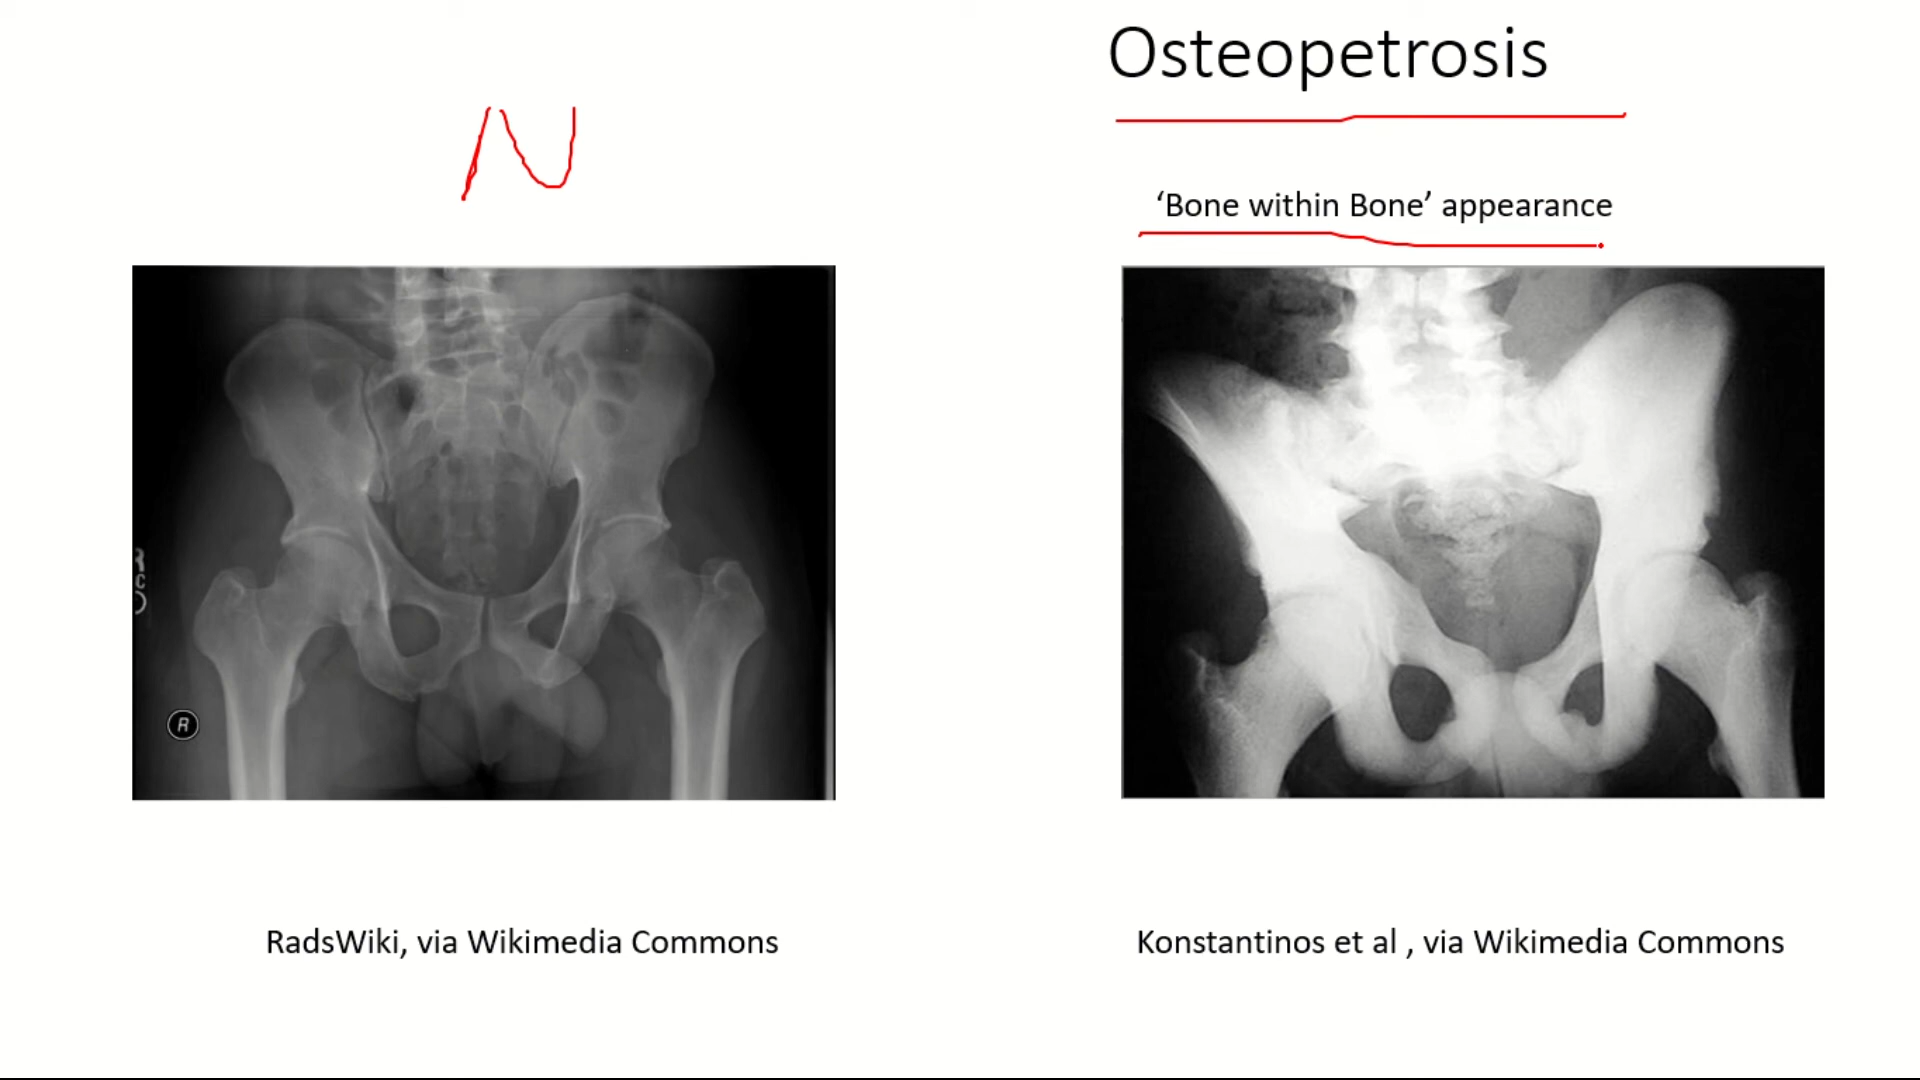 Osteopetrosis
N
‘Bone within Bone’ appearance
R
RadsWiki, via Wikimedia Commons
Konstantinos et al , via Wikimedia Commons